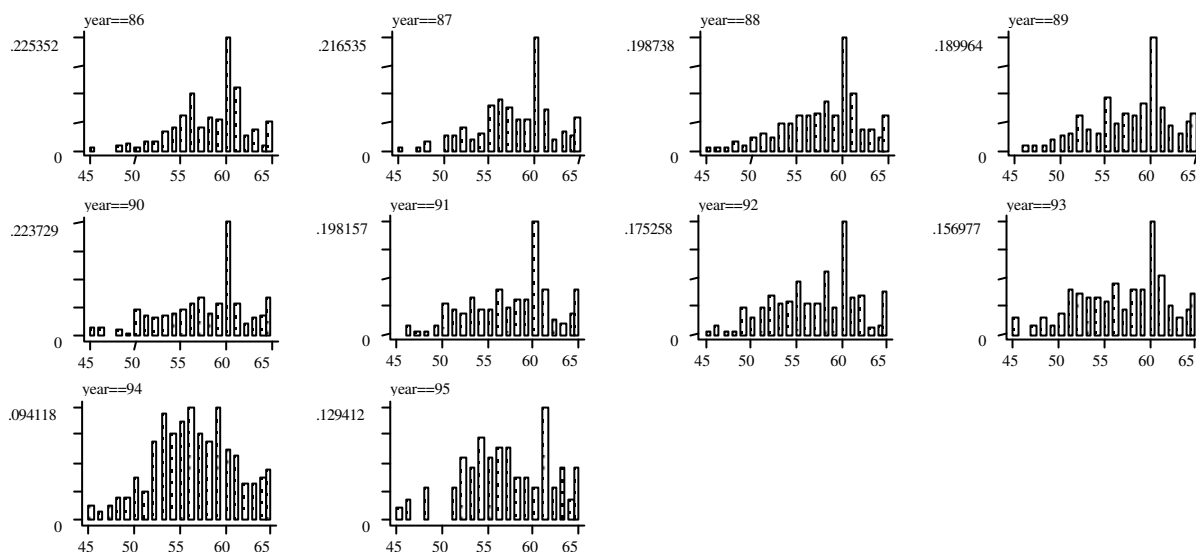 year==86 year==87 year==88 year==89
.225352 .216535 .198738 .189964
0 0 0 0
45 50 55 60 65 45 50 55 60 65 45 50 55 60 65 45 50 55 60 65
year==90 year==91 year==92 year==93
.223729 .198157 .175258 .156977
0 0 0 0
45 50 55 60 65 45 50 55 60 65 45 50 55 60 65 45 50 55 60 65
year==94 year==95
.094118 .129412
0 0
45 50 55 60 65 45 50 55 60 65